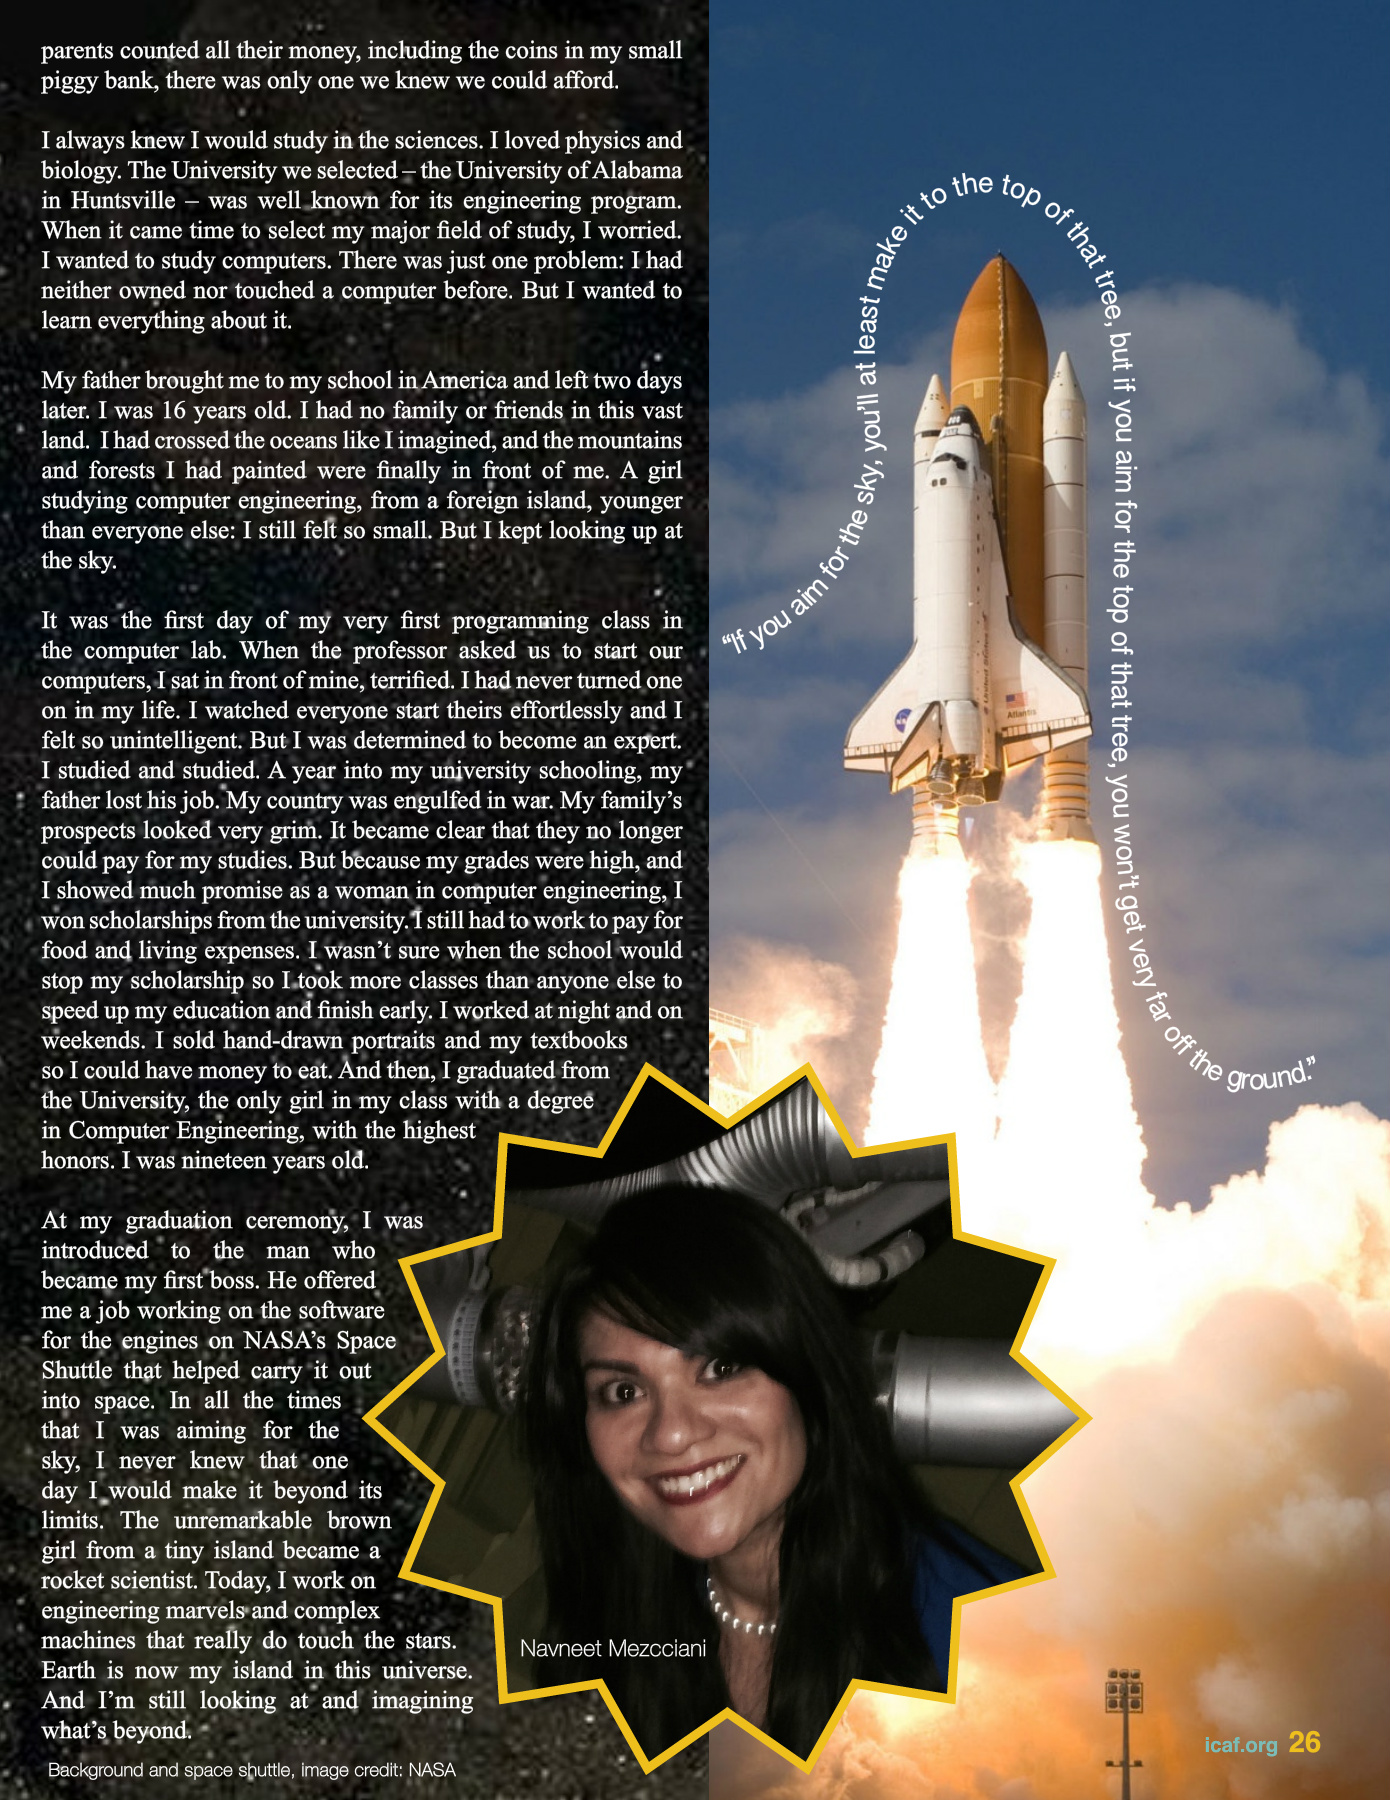 parents counted all their money, including the coins in my small
piggy bank, there was only one we knew we could afford.
I always knew I would study in the sciences. I loved physics and
biology. The University we selected – the University of Alabama
in Huntsville – was well known for its engineering program.
When it came time to select my major field of study, I worried.
I wanted to study computers. There was just one problem: I had
neither owned nor touched a computer before. But I wanted to
learn everything about it.
My father brought me to my school in America and left two days
later. I was 16 years old. I had no family or friends in this vast
land. I had crossed the oceans like I imagined, and the mountains
and forests I had painted were finally in front of me. A girl
studying computer engineering, from a foreign island, younger
than everyone else: I still felt so small. But I kept looking up at
the sky.
It was the first day of my very first programming class in
the computer lab. When the professor asked us to start our
computers, I sat in front of mine, terrified. I had never turned one
on in my life. I watched everyone start theirs effortlessly and I
felt so unintelligent. But I was determined to become an expert.
I studied and studied. A year into my university schooling, my
father lost his job. My country was engulfed in war. My family's
prospects looked very grim. It became clear that they no longer
could pay for my studies. But because my grades were high, and
I showed much promise as a woman in computer engineering, I
won scholarships from the university. I still had to work to pay for
food and living expenses. I wasn't sure when the school would
stop my scholarship so I took more classes than anyone else to
speed up my education and finish early. I worked at night and on
weekends. I sold hand-drawn portraits and my textbooks
so I could have money to eat. And then, I graduated from
the University, the only girl in my class with a degree
in Computer Engineering, with the highest
honors. I was nineteen years old.
At my graduation ceremony, I was
introduced to the man who
became my first boss. He offered
me a job working on the software
for the engines on NASA's Space
Shuttle that helped carry it out
into space. In all the times
that I was aiming for the
sky, I never knew that one
day I would make it beyond its
limits. The unremarkable brown
girl from a tiny island became a
rocket scientist. Today, I work on
engineering marvels and complex
machines that really do touch the stars.
Earth is now my island in this universe.
And I'm still looking at and imagining
what's beyond.
Background and space shuttle, image credit: NASA
"If you aim for the sky, you'll at least make it to the top of that tree, but if you aim for the top of that tree, you won't get very far off the ground."
United States
NASA
Atlantis
Navneet Mezcciani
icaf.org 26